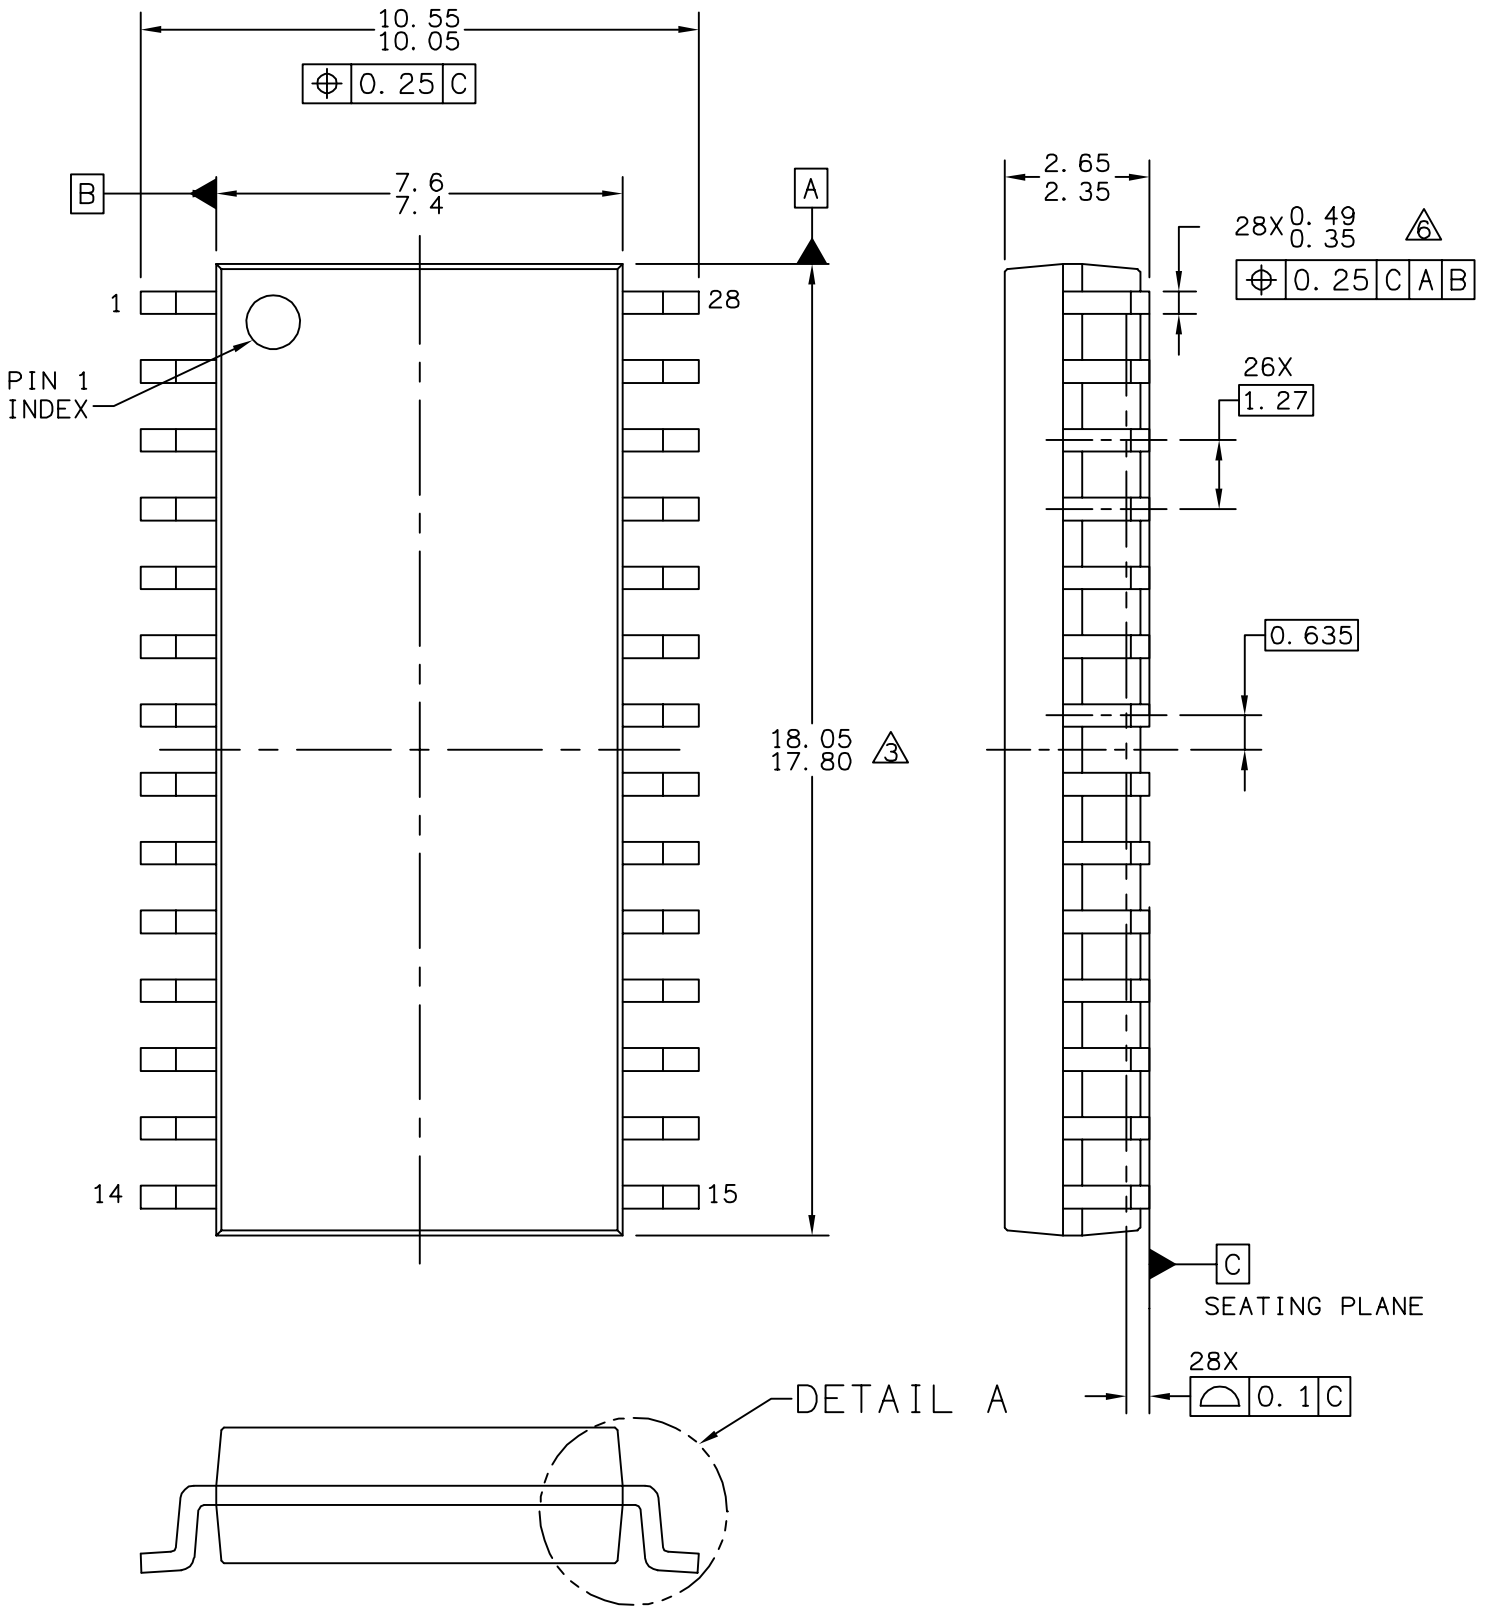 10.55
10.05
⌖ 0.25 C
B
7.6
7.4
A
2.65
2.35
28X 0.49
0.35
6
⌖ 0.25 C A B
1
28
PIN 1
INDEX
26X
1.27
0.635
18.05
17.80
3
14
15
C
SEATING PLANE
28X
⌓ 0.1 C
DETAIL A